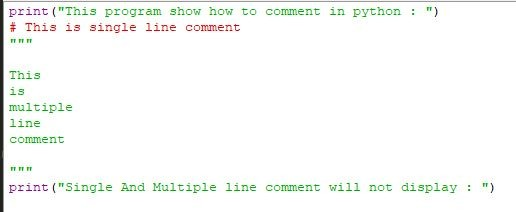 print("This program show how to comment in python : ")
# This is single line comment
"""
This
is
multiple
line
comment
"""
print("Single And Multiple line comment will not display : ")